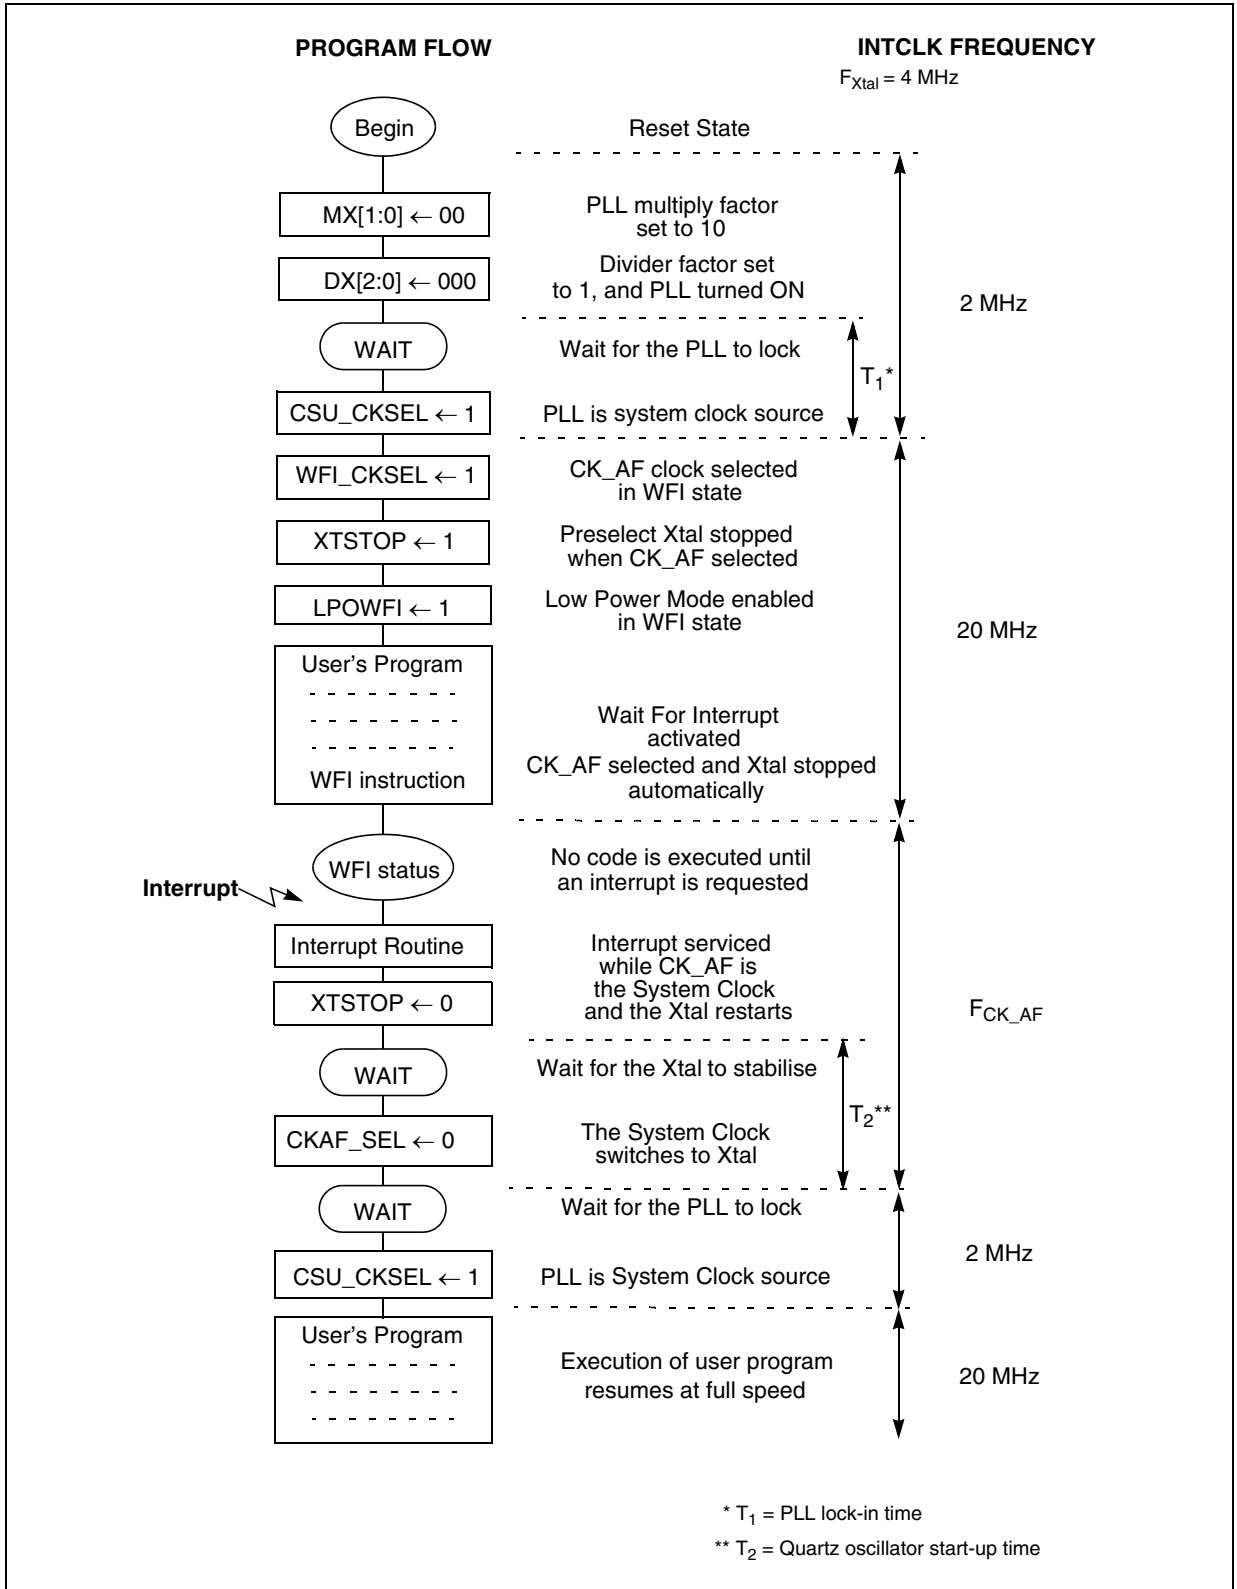 PROGRAM FLOW
INTCLK FREQUENCY
F_Xtal = 4 MHz
Begin
Reset State
MX[1:0] ← 00
PLL multiply factor
set to 10
DX[2:0] ← 000
Divider factor set
to 1, and PLL turned ON
2 MHz
WAIT
Wait for the PLL to lock
T1*
CSU_CKSEL ← 1
PLL is system clock source
WFI_CKSEL ← 1
CK_AF clock selected
in WFI state
XTSTOP ← 1
Preselect Xtal stopped
when CK_AF selected
LPOWFI ← 1
Low Power Mode enabled
in WFI state
20 MHz
User's Program
WFI instruction
Wait For Interrupt
activated
CK_AF selected and Xtal stopped
automatically
WFI status
No code is executed until
an interrupt is requested
Interrupt
Interrupt Routine
Interrupt serviced
while CK_AF is
the System Clock
and the Xtal restarts
XTSTOP ← 0
F_CK_AF
WAIT
Wait for the Xtal to stabilise
T2**
CKAF_SEL ← 0
The System Clock
switches to Xtal
WAIT
Wait for the PLL to lock
2 MHz
CSU_CKSEL ← 1
PLL is System Clock source
User's Program
Execution of user program
resumes at full speed
20 MHz
* T1 = PLL lock-in time
** T2 = Quartz oscillator start-up time